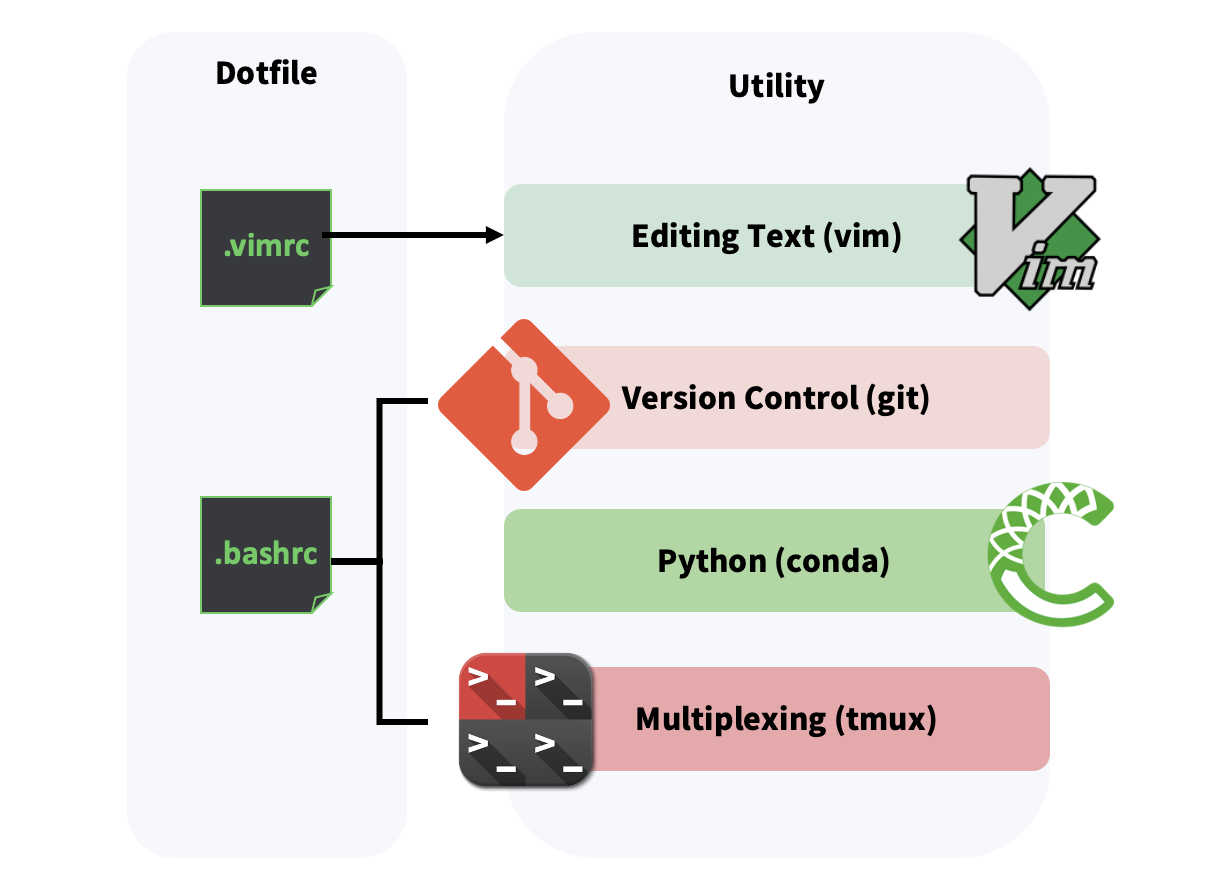 Dotfile
Utility
.vimrc
Editing Text (vim)
Vim
Version Control (git)
.bashrc
Python (conda)
>_ >_
>_ >_
Multiplexing (tmux)